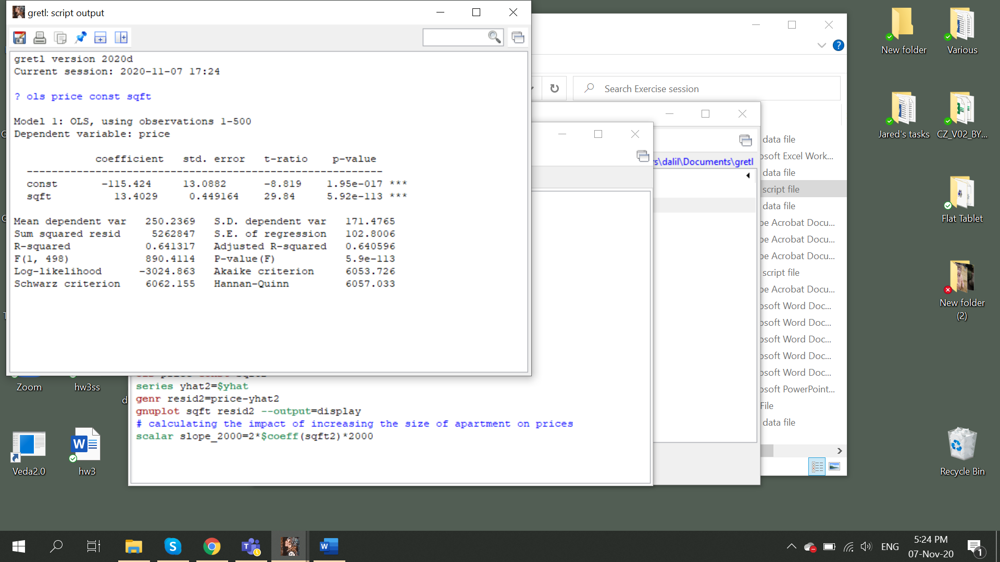 gretl: script output
gretl version 2020d
Current session: 2020-11-07 17:24
? ols price const sqft
Model 1: OLS, using observations 1-500
Dependent variable: price
coefficient std. error t-ratio p-value
---------------------------------------------------------
const -115.424 13.0882 -8.819 1.95e-017 ***
sqft 13.4029 0.449164 29.84 5.92e-113 ***
Mean dependent var 250.2369 S.D. dependent var 171.4765
Sum squared resid 5262847 S.E. of regression 102.8006
R-squared 0.641317 Adjusted R-squared 0.640596
F(1, 498) 890.4114 P-value(F) 5.9e-113
Log-likelihood -3024.863 Akaike criterion 6053.726
Schwarz criterion 6062.155 Hannan-Quinn 6057.033
series yhat2=$yhat
genr resid2=price-yhat2
gnuplot sqft resid2 --output=display
# calculating the impact of increasing the size of apartment on prices
scalar slope_2000=2*$coeff(sqft2)*2000
s\dalil\Documents\gretl
?
Search Exercise session
data file
osoft Excel Work...
data file
script file
data file
be Acrobat Docu...
be Acrobat Docu...
be Acrobat Docu...
script file
be Acrobat Docu...
osoft Word Doc...
osoft Word Doc...
osoft Word Doc...
osoft Word Doc...
osoft Word Doc...
osoft PowerPoint...
File
data file
New folder
Various
Jared's tasks
CZ_V02_BY...
Flat Tablet
New folder
(2)
Recycle Bin
Zoom
hw3ss
Veda2.0
hw3
ENG
5:24 PM
07-Nov-20
1